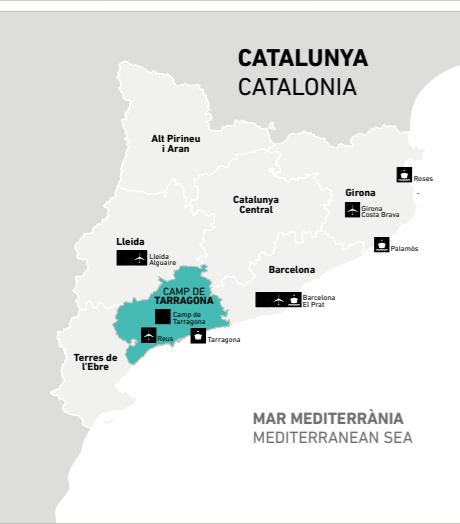 CATALUNYA
CATALONIA
Alt Pirineu
i Aran
Roses
Catalunya
Central
Girona
Girona
Costa Brava
Lleida
Palamòs
Lleida
Alguaire
Barcelona
CAMP DE
TARRAGONA
Barcelona
El Prat
Camp de
Tarragona
Reus
Tarragona
Terres de
l'Ebre
MAR MEDITERRÀNIA
MEDITERRANEAN SEA